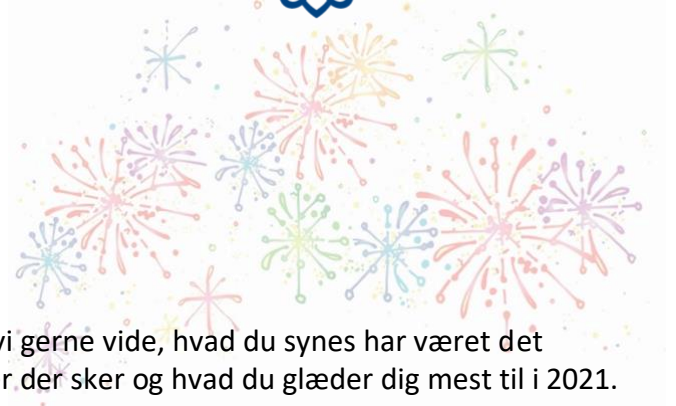 vi gerne vide, hvad du synes har været det
der sker og hvad du glæder dig mest til i 2021.